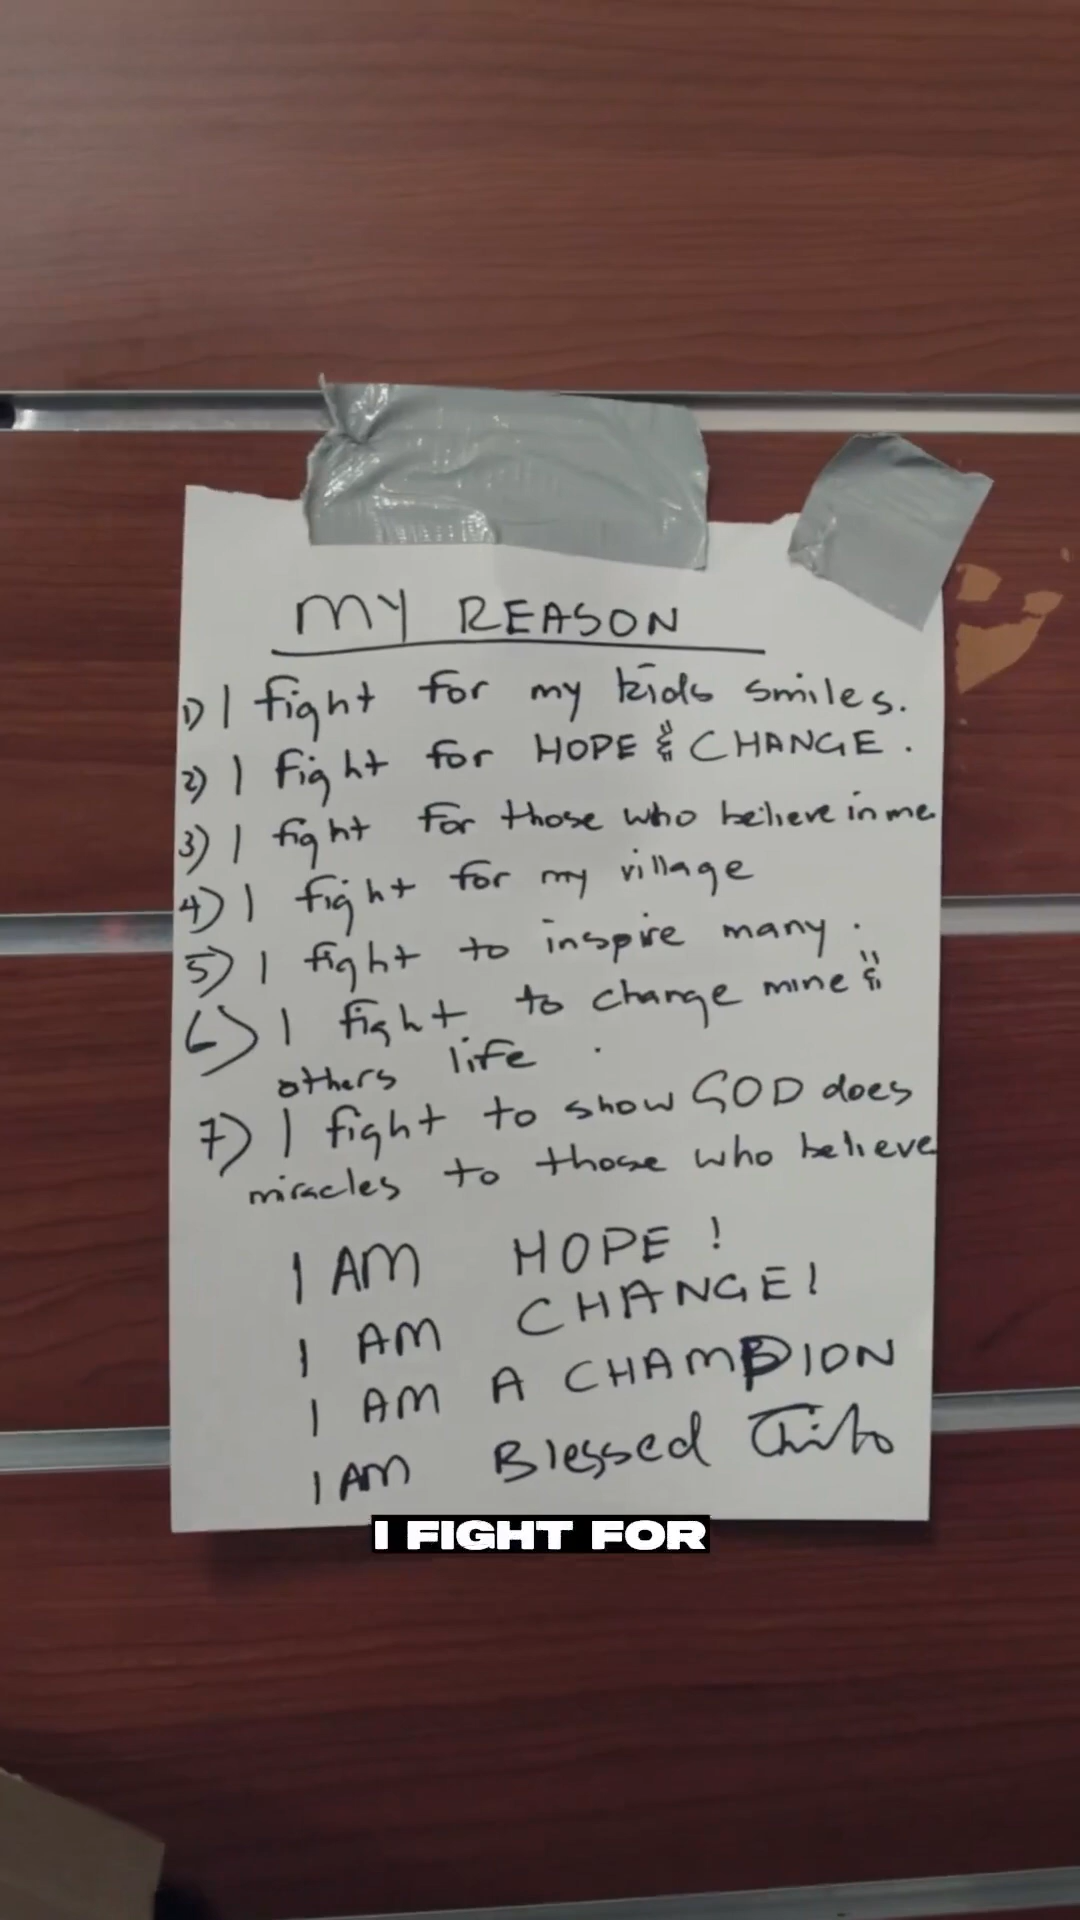 MY REASON
1) I fight for my kids smiles.
2) I fight for HOPE & CHANGE.
3) I fight for those who believe in me.
4) I fight for my village
5) I fight to inspire many.
6) I fight to change mine &
others life.
7) I fight to show GOD does
miracles to those who believe
I AM HOPE!
I AM CHANGE!
I AM A CHAMPION
I AM Blessed
I FIGHT FOR